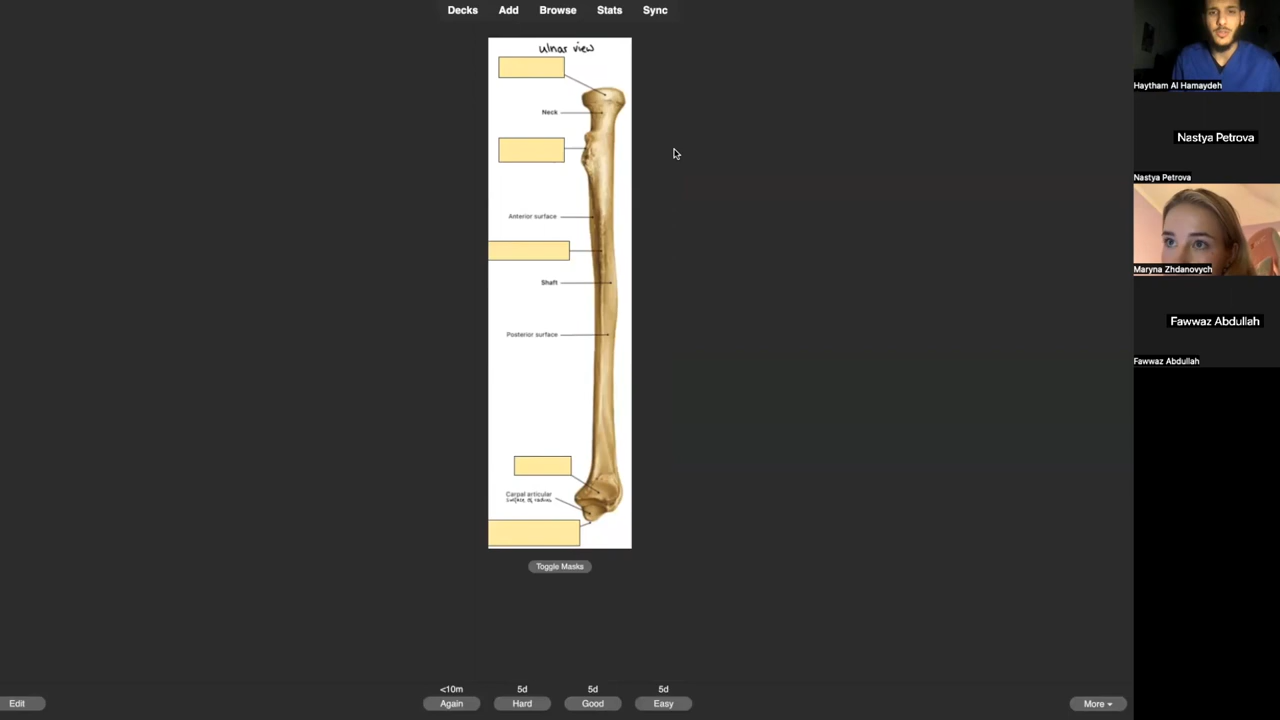 Decks Add Browse Stats Sync
ulnar view
Neck
Anterior surface
Shaft
Posterior surface
Carpal articular
surface of radius
Toggle Masks
<10m 5d 5d 5d
Edit Again Hard Good Easy More
Haytham Al Hamaydeh
Nastya Petrova
Nastya Petrova
Maryna Zhdanovych
Fawwaz Abdullah
Fawwaz Abdullah